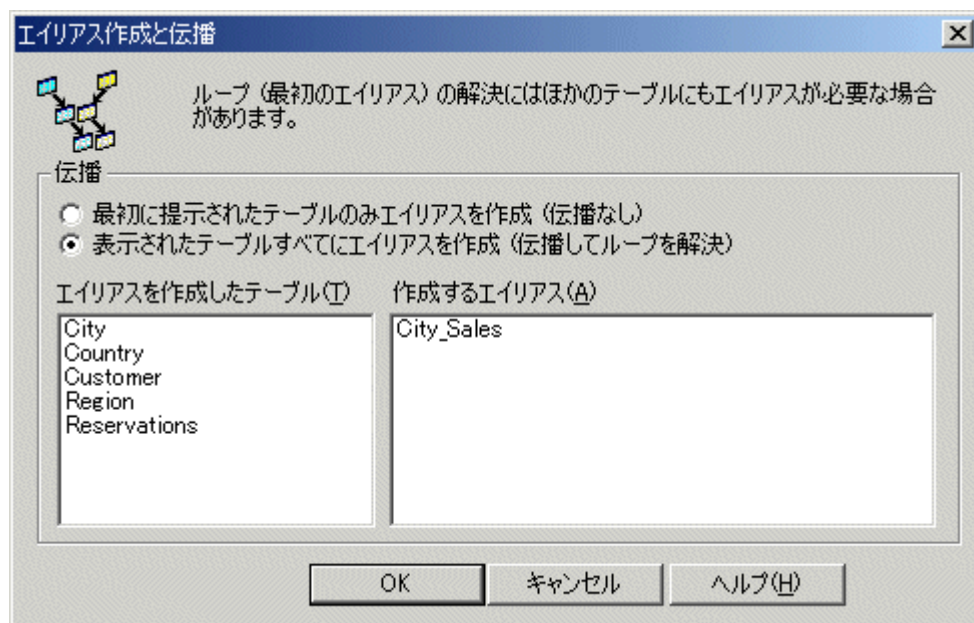 エイリアス作成と伝播
ループ (最初のエイリアス) の解決にはほかのテーブルにもエイリアスが必要な場合
があります。
伝播
最初に提示されたテーブルのみエイリアスを作成 (伝播なし)
表示されたテーブルすべてにエイリアスを作成 (伝播してループを解決)
エイリアスを作成したテーブル(T) 作成するエイリアス(A)
City City_Sales
Country
Customer
Region
Reservations
OK キャンセル ヘルプ(H)